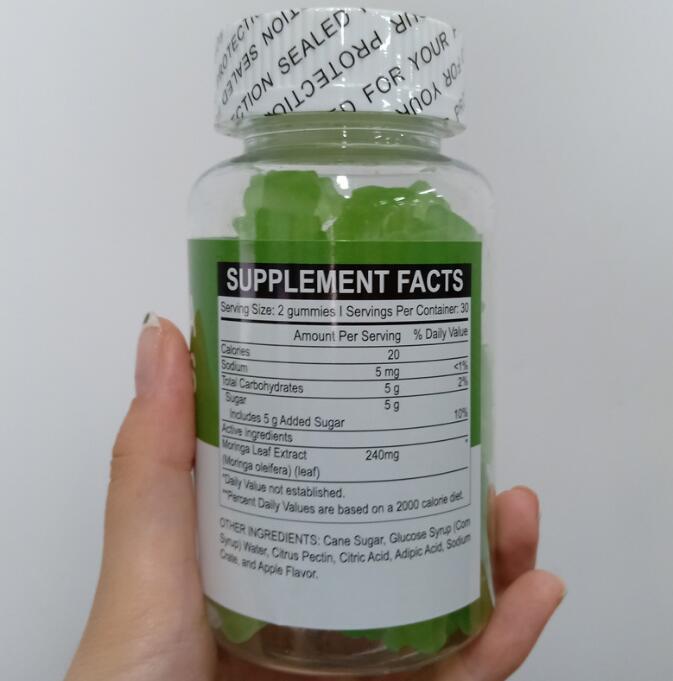 PROTECTION SEALED FOR YOUR
SUPPLEMENT FACTS
Serving Size: 2 gummies I Servings Per Container: 30
Amount Per Serving % Daily Value
Calories 20
Sodium 5 mg <1%
Total Carbohydrates 5 g 2%
Sugar 5 g
Includes 5 g Added Sugar 10%
Active Ingredients
Moringa Leaf Extract 240mg *
(Moringa oleifera) (leaf)
*Daily Value not established.
**Percent Daily Values are based on a 2000 calorie diet.
OTHER INGREDIENTS: Cane Sugar, Glucose Syrup (Corn
Syrup) Water, Citrus Pectin, Citric Acid, Adipic Acid, Sodium
Citrate, and Apple Flavor.